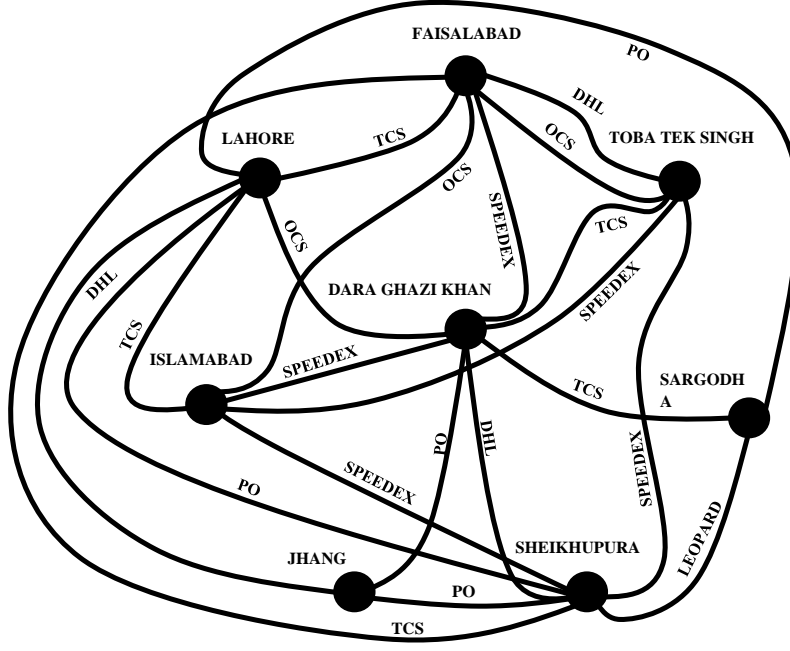 FAISALABAD
PO
DHL
LAHORE
TCS
OCS
TOBA TEK SINGH
OCS
SPEEDEX
OCS
TCS
DHL
DARA GHAZI KHAN
SPEEDEX
TCS
ISLAMABAD
SPEEDEX
TCS
SARGODH
A
PO
DHL
SPEEDEX
SPEEDEX
PO
LEOPARD
JHANG
SHEIKHUPURA
PO
TCS